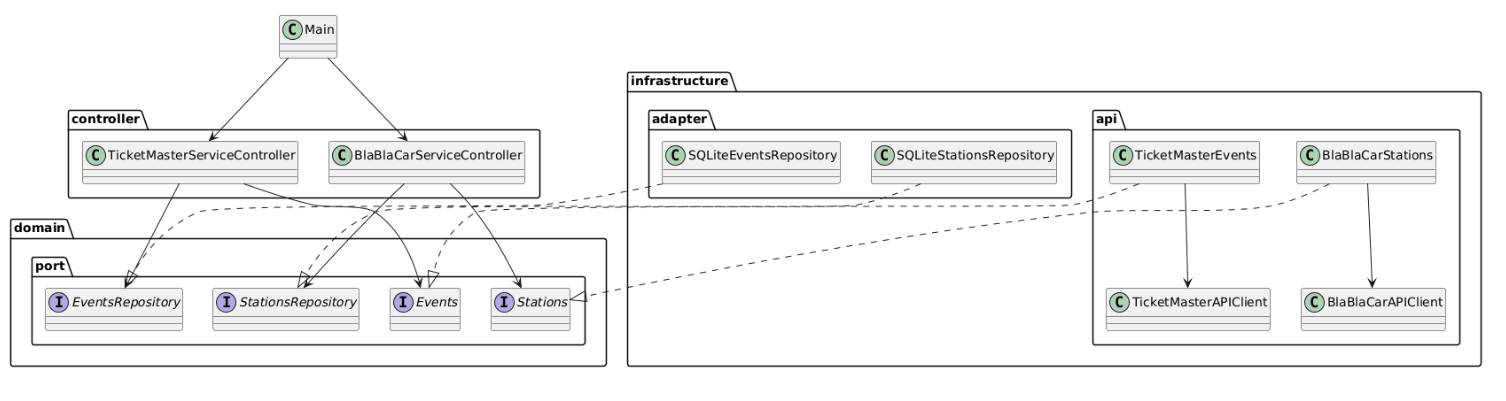 Main
infrastructure
controller
adapter
api
C TicketMasterServiceController
C BlaBlaCarServiceController
C SQLiteEventsRepository
C SQLiteStationsRepository
C TicketMasterEvents
C BlaBlaCarStations
C
domain
port
I EventsRepository
I StationsRepository
I Events
I Stations
C TicketMasterAPIClient
C BlaBlaCarAPIClient